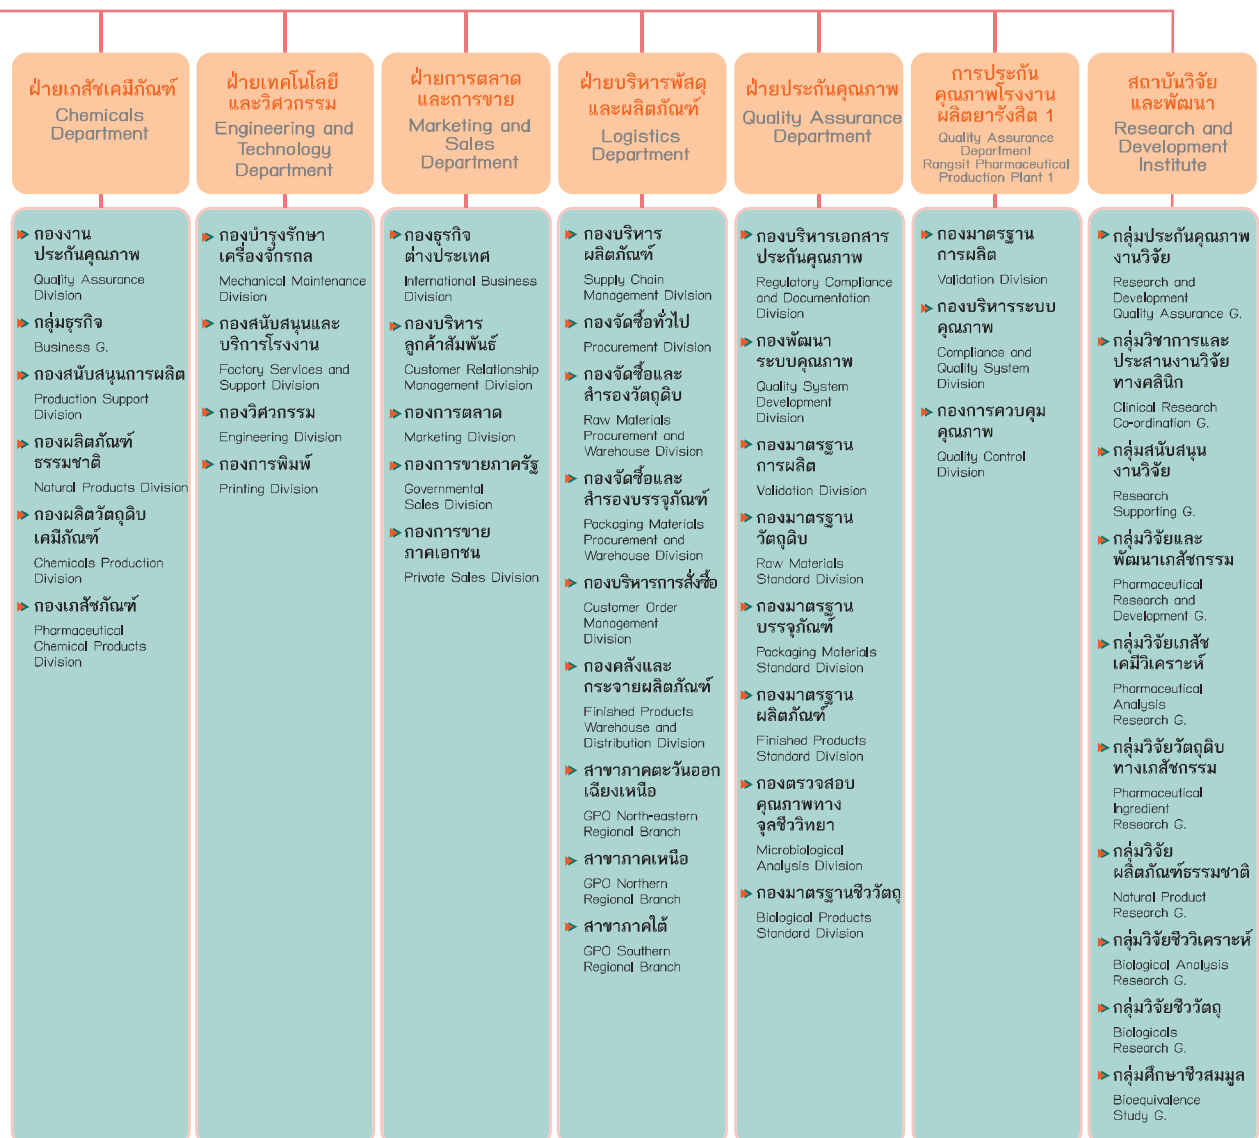 ฝ่ายเภสัชเคมีภัณฑ์
Chemicals
Department
กองงาน
ประกันคุณภาพ
Quality Assurance
Division
กลุ่มธุรกิจ
Business G.
กองสนับสนุนการผลิต
Production Support
Division
กองผลิตภัณฑ์
ธรรมชาติ
Natural Products Division
กองผลิตวัตถุดิบ
เคมีภัณฑ์
Chemicals Production
Division
กองเภสัชภัณฑ์
Pharmaceutical
Chemical Products
Division
ฝ่ายเทคโนโลยี
และวิศวกรรม
Engineering and
Technology
Department
กองบำรุงรักษา
เครื่องจักรกล
Mechanical Maintenance
Division
กองสนับสนุนและ
บริการโรงงาน
Factory Services and
Support Division
กองวิศวกรรม
Engineering Division
กองการพิมพ์
Printing Division
ฝ่ายการตลาด
และการขาย
Marketing and
Sales
Department
กองธุรกิจ
ต่างประเทศ
International Business
Division
กองบริหาร
ลูกค้าสัมพันธ์
Customer Relationship
Management Division
กองการตลาด
Marketing Division
กองการขายภาครัฐ
Governmental
Sales Division
กองการขาย
ภาคเอกชน
Private Sales Division
ฝ่ายบริหารพัสดุ
และผลิตภัณฑ์
Logistics
Department
กองบริหาร
ผลิตภัณฑ์
Supply Chain
Management Division
กองจัดซื้อทั่วไป
Procurement Division
กองจัดซื้อและ
สำรองวัตถุดิบ
Raw Materials
Procurement and
Warehouse Division
กองจัดซื้อและ
สำรองบรรจุภัณฑ์
Packaging Materials
Procurement and
Warehouse Division
กองบริหารการสั่งซื้อ
Customer Order
Management
Division
กองคลังและ
กระจายผลิตภัณฑ์
Finished Products
Warehouse and
Distribution Division
สาขาภาคตะวันออก
เฉียงเหนือ
GPO North-eastern
Regional Branch
สาขาภาคเหนือ
GPO Northern
Regional Branch
สาขาภาคใต้
GPO Southern
Regional Branch
ฝ่ายประกันคุณภาพ
Quality Assurance
Department
กองบริหารเอกสาร
ประกันคุณภาพ
Regulatory Compliance
and Documentation
Division
กองพัฒนา
ระบบคุณภาพ
Quality System
Development
Division
กองมาตรฐาน
การผลิต
Validation Division
กองมาตรฐาน
วัตถุดิบ
Raw Materials
Standard Division
กองมาตรฐาน
บรรจุภัณฑ์
Packaging Materials
Standard Division
กองมาตรฐาน
ผลิตภัณฑ์
Finished Products
Standard Division
กองตรวจสอบ
คุณภาพทาง
จุลชีววิทยา
Microbiological
Analysis Division
กองมาตรฐานชีววัตถุ
Biological Products
Standard Division
การประกัน
คุณภาพโรงงาน
ผลิตยารังสิต 1
Quality Assurance
Department
Rangsit Pharmaceutical
Production Plant 1
กองมาตรฐาน
การผลิต
Validation Division
กองบริหารระบบ
คุณภาพ
Compliance and
Quality System
Division
กองการควบคุม
คุณภาพ
Quality Control
Division
สถาบันวิจัย
และพัฒนา
Research and
Development
Institute
กลุ่มประกันคุณภาพ
งานวิจัย
Research and
Development
Quality Assurance G.
กลุ่มวิชาการและ
ประสานงานวิจัย
ทางคลินิก
Clinical Research
Co-ordination G.
กลุ่มสนับสนุน
งานวิจัย
Research
Supporting G.
กลุ่มวิจัยและ
พัฒนาเภสัชกรรม
Pharmaceutical
Research and
Development G.
กลุ่มวิจัยเภสัช
เคมีวิเคราะห์
Pharmaceutical
Analysis
Research G.
กลุ่มวิจัยวัตถุดิบ
ทางเภสัชกรรม
Pharmaceutical
Ingredient
Research G.
กลุ่มวิจัย
ผลิตภัณฑ์ธรรมชาติ
Natural Product
Research G.
กลุ่มวิจัยชีววิเคราะห์
Biological Analysis
Research G.
กลุ่มวิจัยชีววัตถุ
Biologicals
Research G.
กลุ่มศึกษาชีวสมมูล
Bioequivalence
Study G.